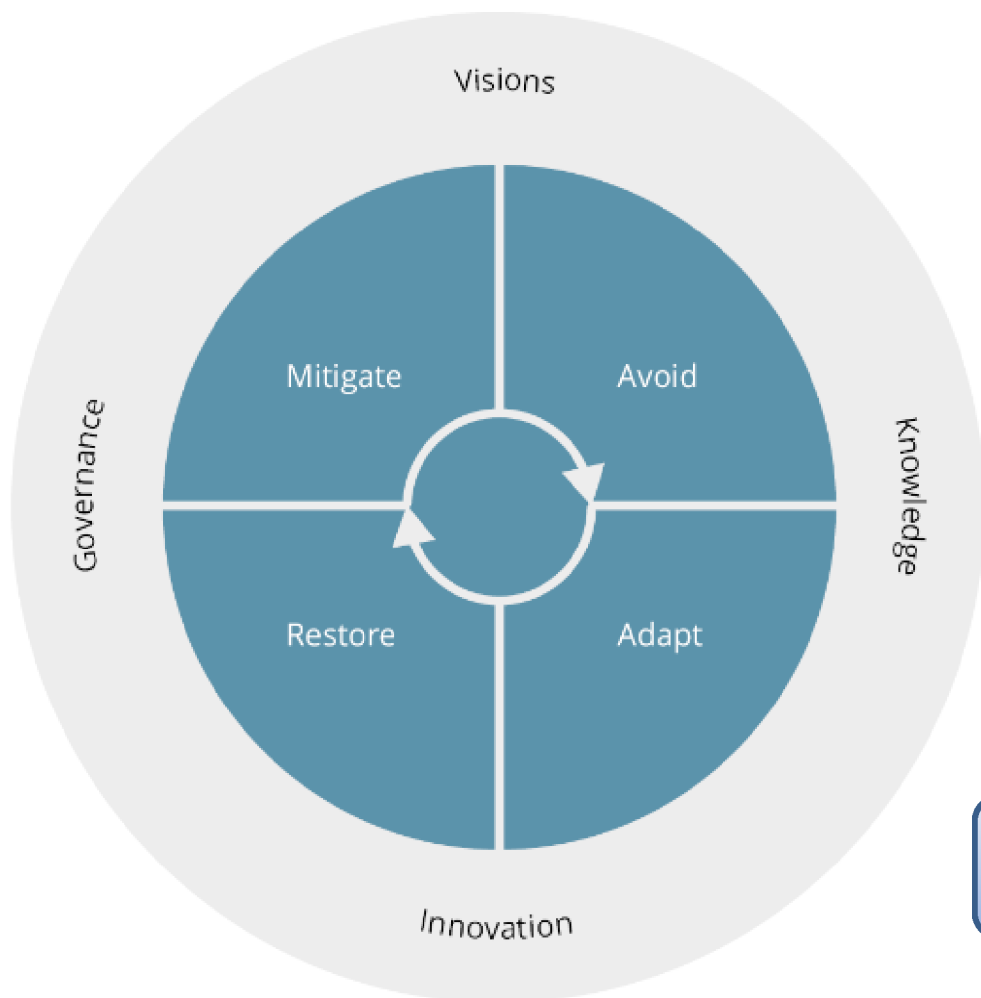 Visions
Mitigate
Avoid
Governance
Knowledge
Restore
Adapt
Innovation